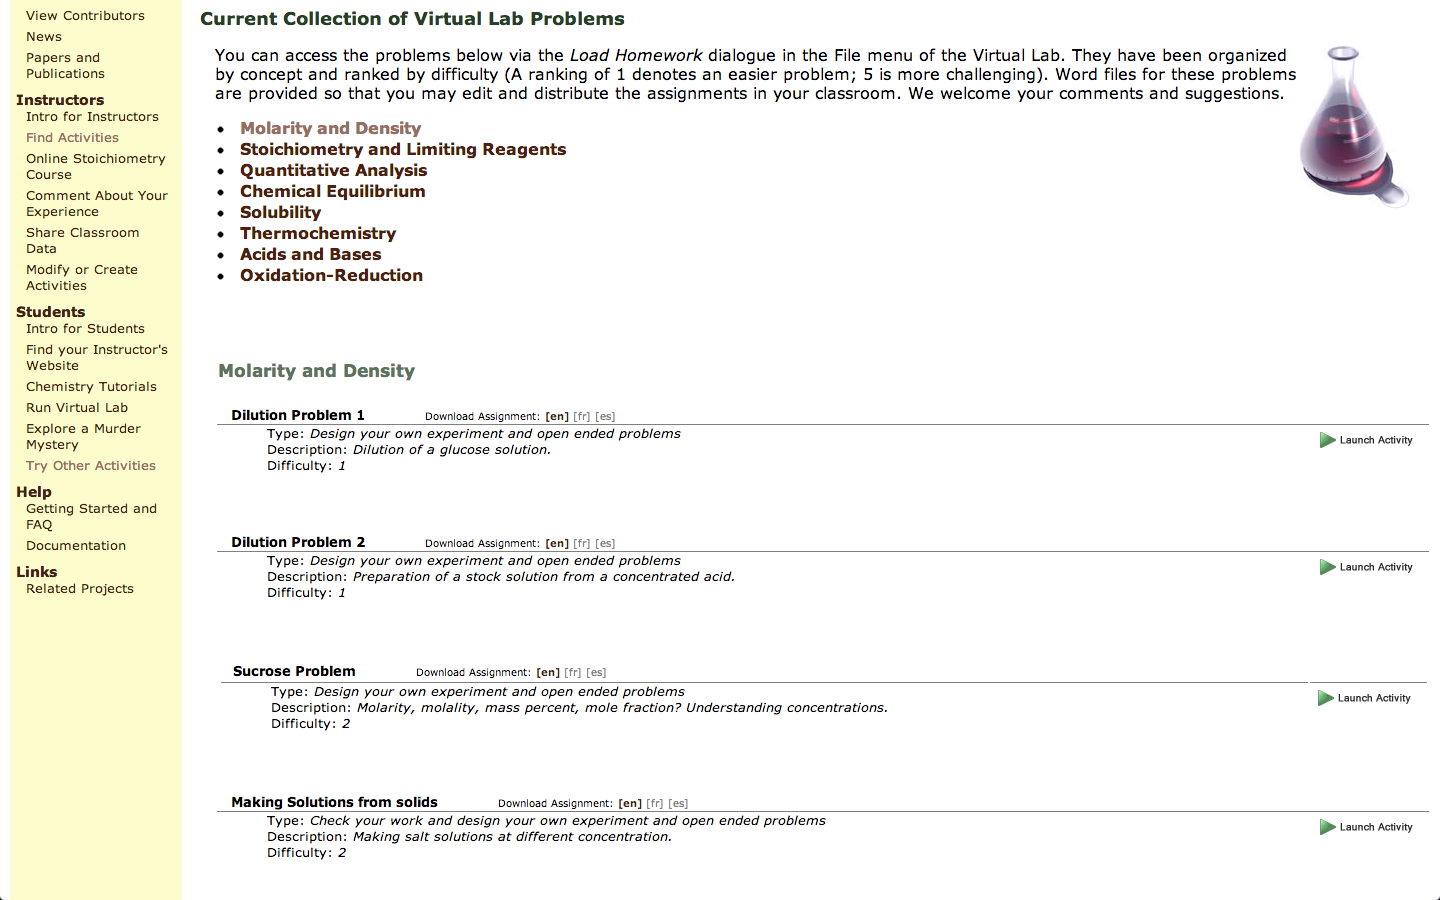 View Contributors
News
Papers and
Publications
Instructors
Intro for Instructors
Find Activities
Online Stoichiometry
Course
Comment About Your
Experience
Share Classroom
Data
Modify or Create
Activities
Students
Intro for Students
Find your Instructor's
Website
Chemistry Tutorials
Run Virtual Lab
Explore a Murder
Mystery
Try Other Activities
Help
Getting Started and
FAQ
Documentation
Links
Related Projects
Current Collection of Virtual Lab Problems
You can access the problems below via the Load Homework dialogue in the File menu of the Virtual Lab. They have been organized
by concept and ranked by difficulty (A ranking of 1 denotes an easier problem; 5 is more challenging). Word files for these problems
are provided so that you may edit and distribute the assignments in your classroom. We welcome your comments and suggestions.
• Molarity and Density
• Stoichiometry and Limiting Reagents
• Quantitative Analysis
• Chemical Equilibrium
• Solubility
• Thermochemistry
• Acids and Bases
• Oxidation-Reduction
Molarity and Density
Dilution Problem 1 Download Assignment: [en] [fr] [es]
Type: Design your own experiment and open ended problems
Launch Activity
Description: Dilution of a glucose solution.
Difficulty: 1
Dilution Problem 2 Download Assignment: [en] [fr] [es]
Type: Design your own experiment and open ended problems
Launch Activity
Description: Preparation of a stock solution from a concentrated acid.
Difficulty: 1
Sucrose Problem Download Assignment: [en] [fr] [es]
Type: Design your own experiment and open ended problems
Launch Activity
Description: Molarity, molality, mass percent, mole fraction? Understanding concentrations.
Difficulty: 2
Making Solutions from solids Download Assignment: [en] [fr] [es]
Type: Check your work and design your own experiment and open ended problems
Launch Activity
Description: Making salt solutions at different concentration.
Difficulty: 2